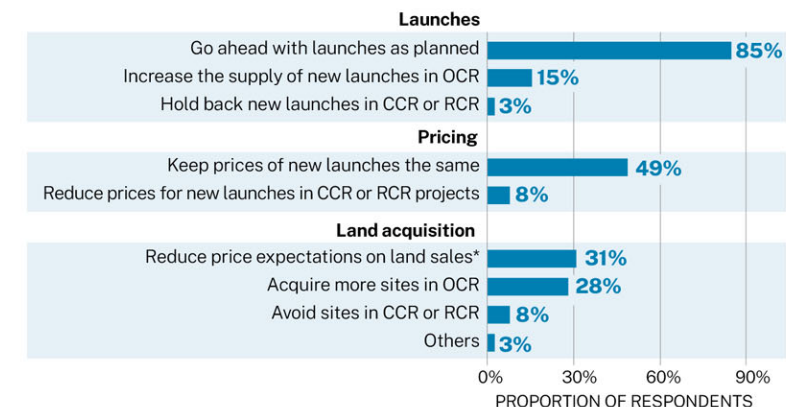 Launches
Go ahead with launches as planned 85%
Increase the supply of new launches in OCR 15%
Hold back new launches in CCR or RCR 3%
Pricing
Keep prices of new launches the same 49%
Reduce prices for new launches in CCR or RCR projects 8%
Land acquisition
Reduce price expectations on land sales* 31%
Acquire more sites in OCR 28%
Avoid sites in CCR or RCR 8%
Others 3%
0% 30% 60% 90%
PROPORTION OF RESPONDENTS